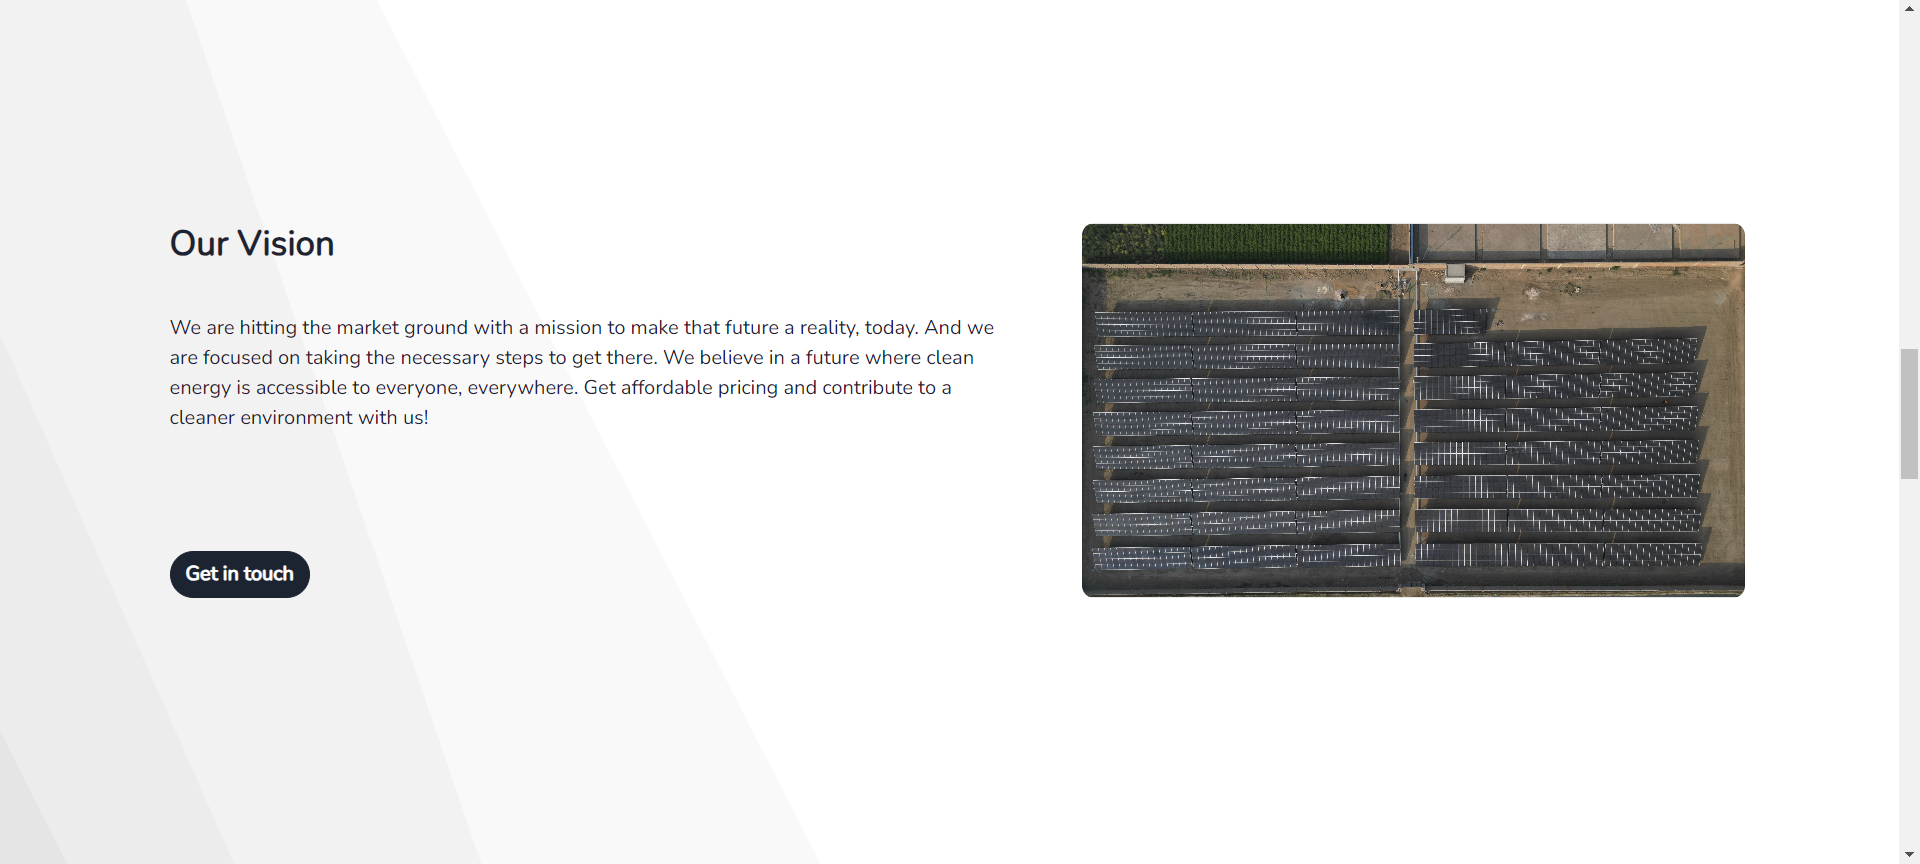 Our Vision
We are hitting the market ground with a mission to make that future a reality, today. And we
are focused on taking the necessary steps to get there. We believe in a future where clean
energy is accessible to everyone, everywhere. Get affordable pricing and contribute to a
cleaner environment with us!
Get in touch